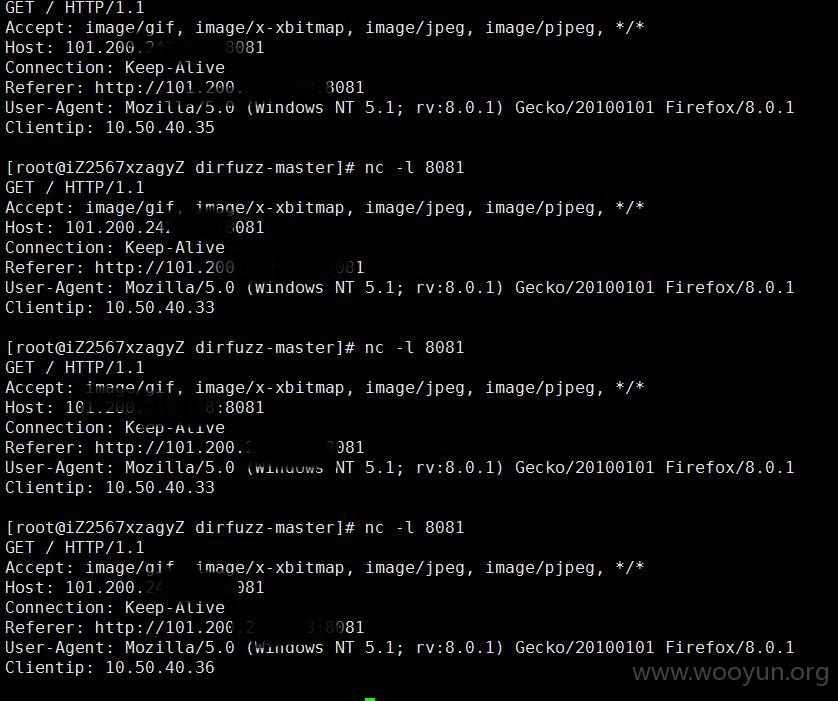 GET / HTTP/1.1
Accept: image/gif, image/x-xbitmap, image/jpeg, image/pjpeg, */*
Host: 101.200.24 8081
Connection: Keep-Alive
Referer: http://101.200. :8081
User-Agent: Mozilla/5.0 (Windows NT 5.1; rv:8.0.1) Gecko/20100101 Firefox/8.0.1
Clientip: 10.50.40.35
[root@iZ2567xzagyZ dirfuzz-master]# nc -l 8081
GET / HTTP/1.1
Accept: image/gif, image/x-xbitmap, image/jpeg, image/pjpeg, */*
Host: 101.200.24 8081
Connection: Keep-Alive
Referer: http://101.200 081
User-Agent: Mozilla/5.0 (Windows NT 5.1; rv:8.0.1) Gecko/20100101 Firefox/8.0.1
Clientip: 10.50.40.33
[root@iZ2567xzagyZ dirfuzz-master]# nc -l 8081
GET / HTTP/1.1
Accept: image/gif, image/x-xbitmap, image/jpeg, image/pjpeg, */*
Host: 101.200. :8081
Connection: Keep-Alive
Referer: http://101.200. 081
User-Agent: Mozilla/5.0 (Windows NT 5.1; rv:8.0.1) Gecko/20100101 Firefox/8.0.1
Clientip: 10.50.40.33
[root@iZ2567xzagyZ dirfuzz-master]# nc -l 8081
GET / HTTP/1.1
Accept: image/gif image/x-xbitmap, image/jpeg, image/pjpeg, */*
Host: 101.200. 8081
Connection: Keep-Alive
Referer: http://101.200. :8081
User-Agent: Mozilla/5.0 (Windows NT 5.1; rv:8.0.1) Gecko/20100101 Firefox/8.0.1
Clientip: 10.50.40.36
www.wooyun.org